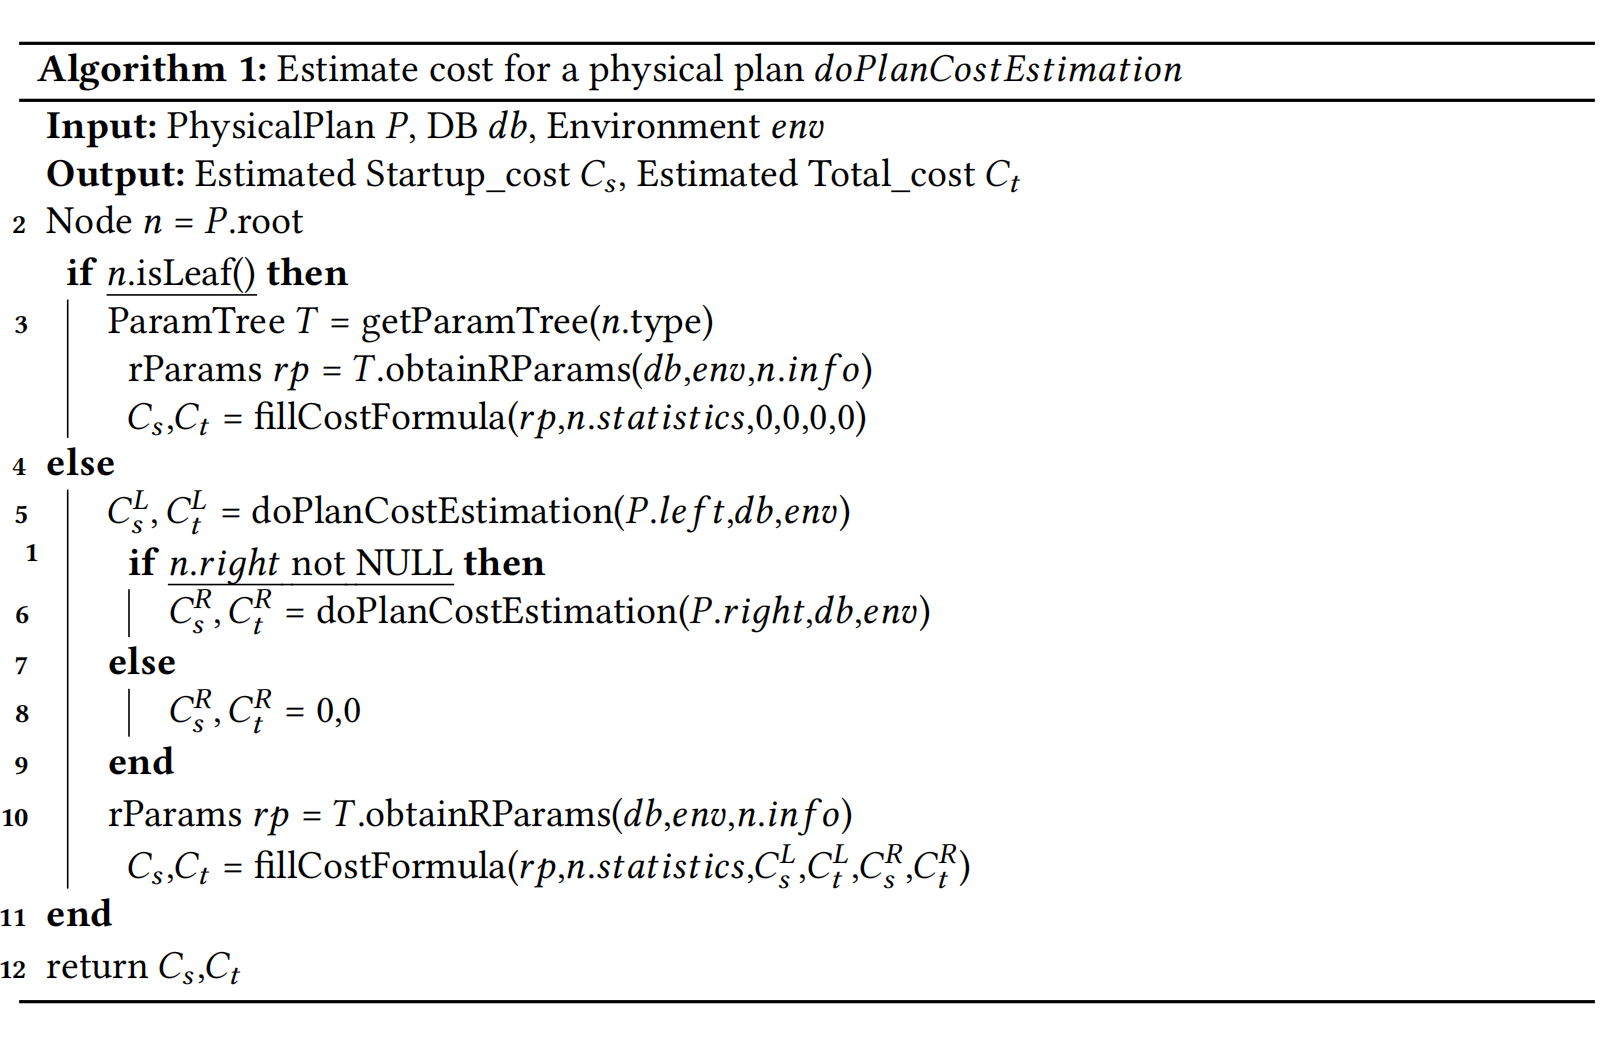 Algorithm 1: Estimate cost for a physical plan doPlanCostEstimation
Input: PhysicalPlan P, DB db, Environment env
Output: Estimated Startup_cost C_s, Estimated Total_cost C_t
2 Node n = P.root
if n.isLeaf() then
3 ParamTree T = getParamTree(n.type)
rParams rp = T.obtainRParams(db,env,n.info)
C_s,C_t = fillCostFormula(rp,n.statistics,0,0,0,0)
4 else
5 C_s^L, C_t^L = doPlanCostEstimation(P.left,db,env)
1 if n.right not NULL then
6 C_s^R, C_t^R = doPlanCostEstimation(P.right,db,env)
7 else
8 C_s^R, C_t^R = 0,0
9 end
10 rParams rp = T.obtainRParams(db,env,n.info)
C_s,C_t = fillCostFormula(rp,n.statistics,C_s^L,C_t^L,C_s^R,C_t^R)
11 end
12 return C_s,C_t